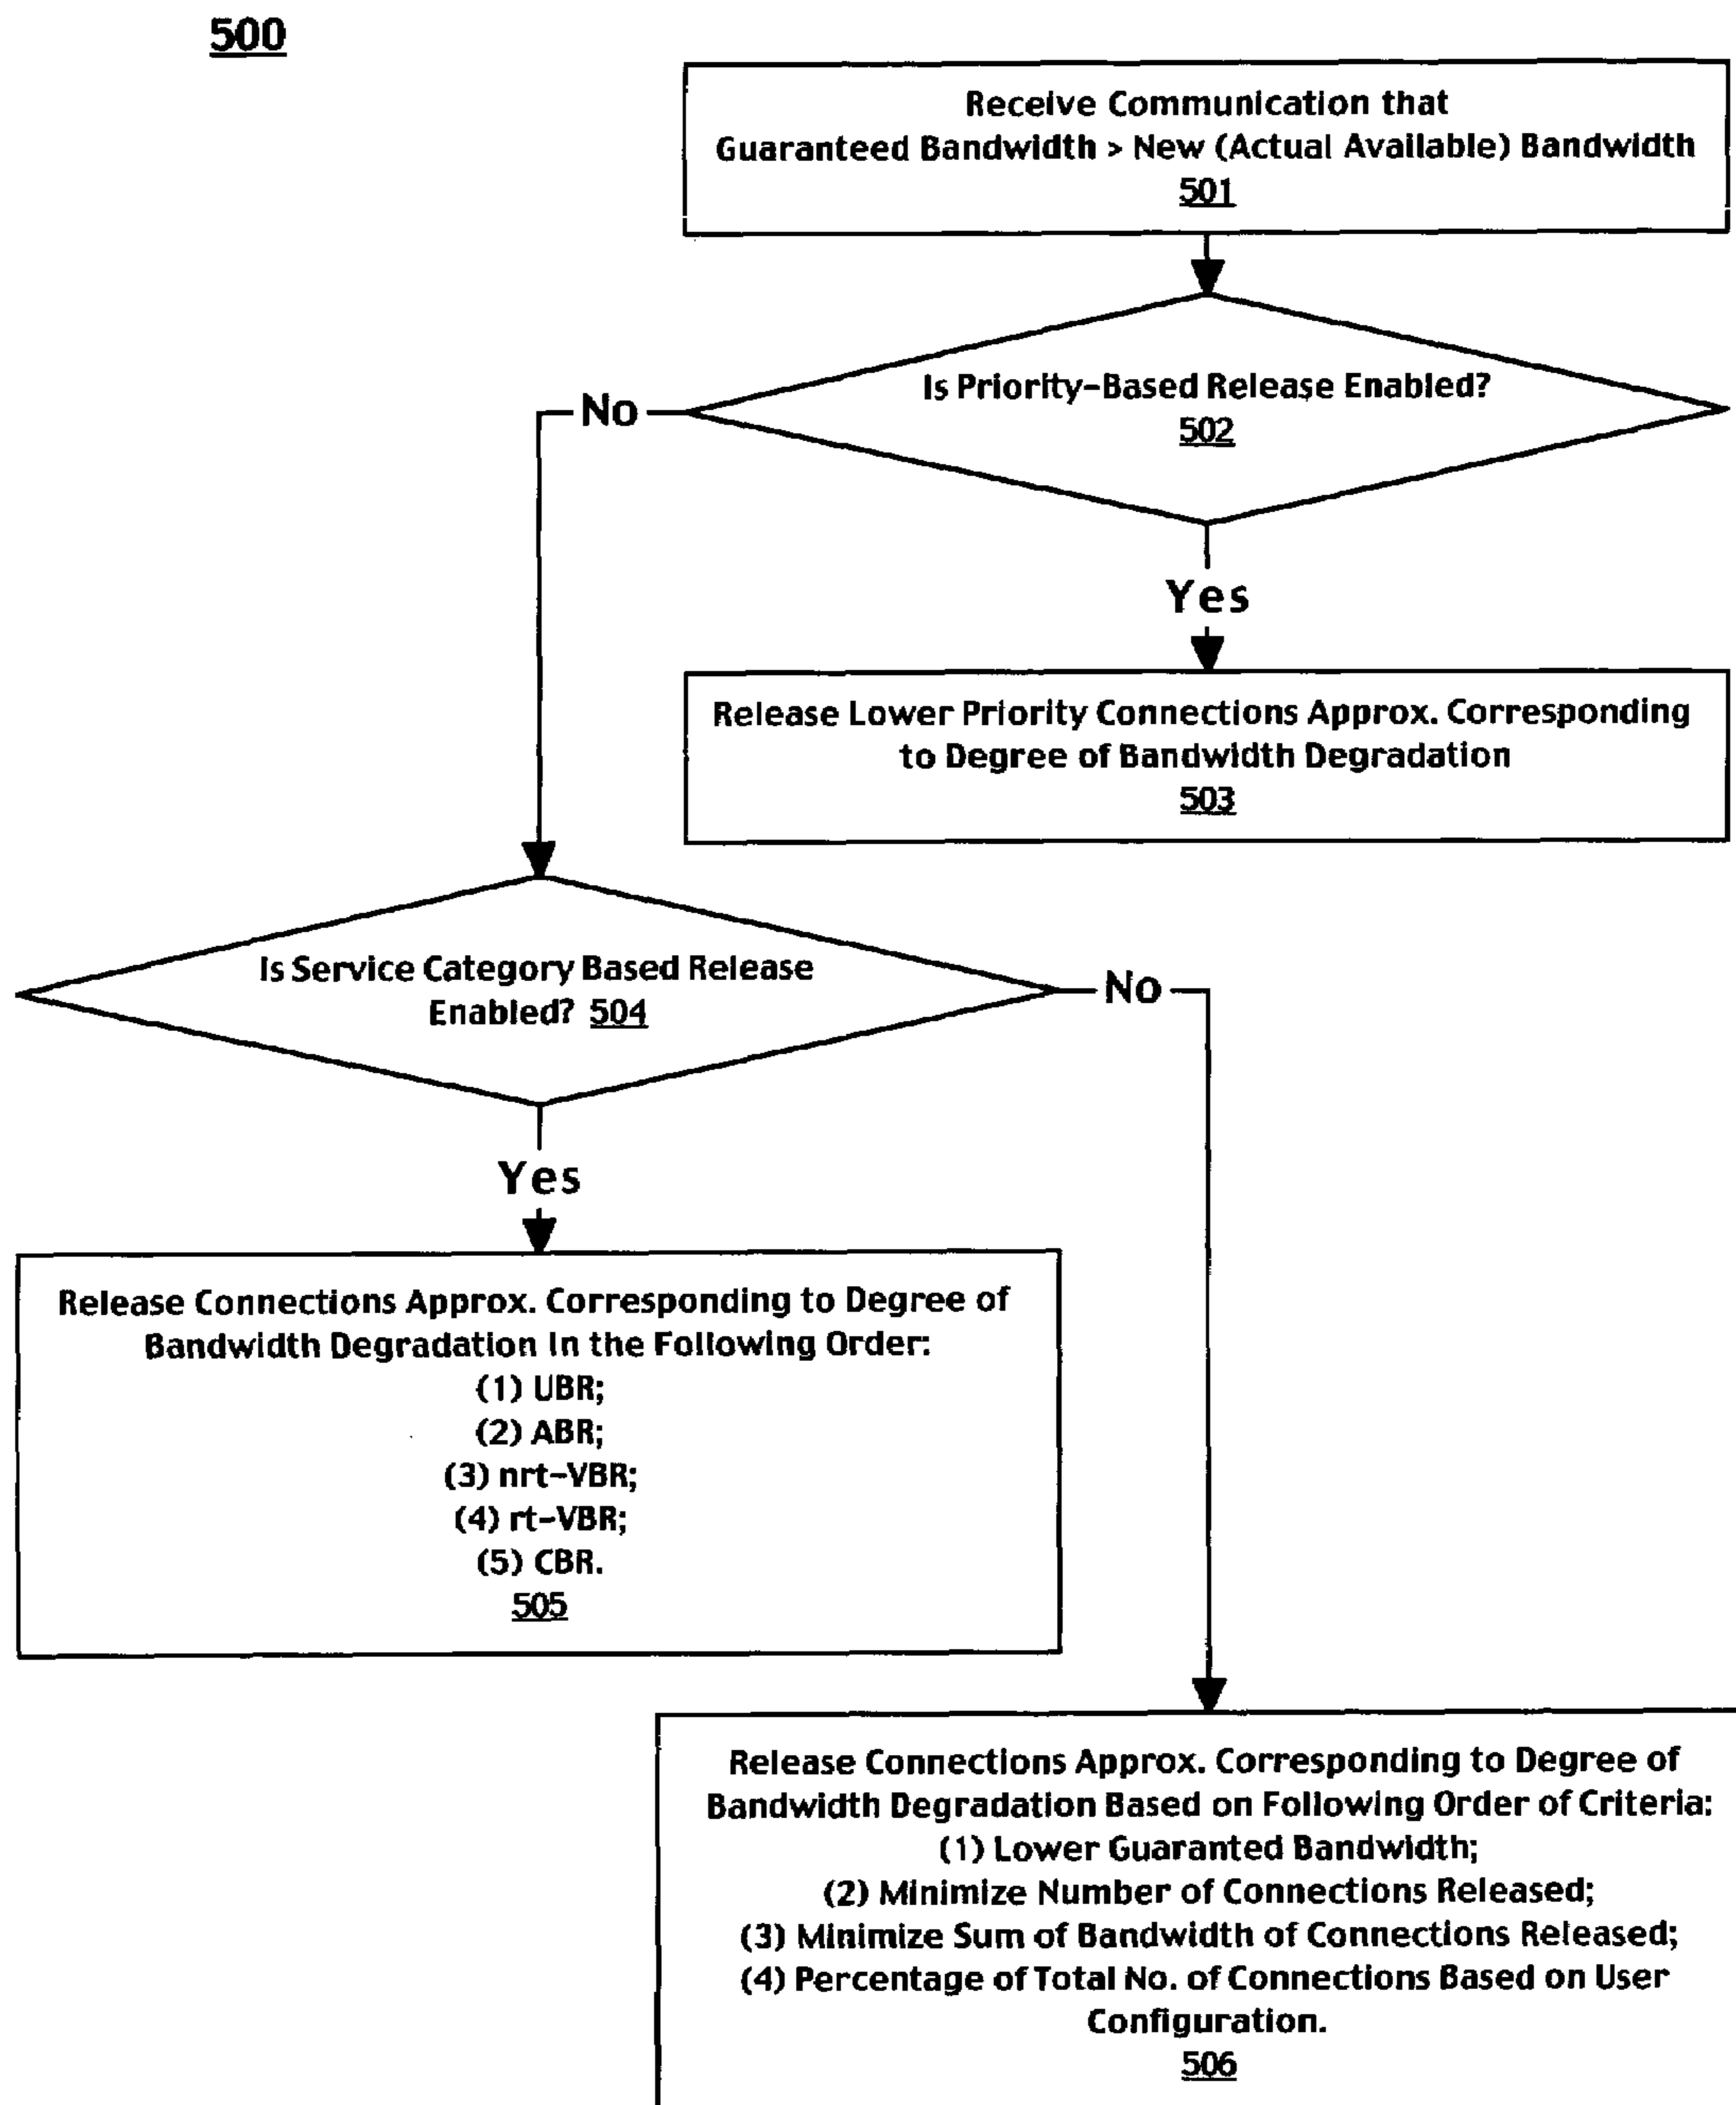 500
Receive Communication that
Guaranteed Bandwidth > New (Actual Available) Bandwidth
501
Is Priority-Based Release Enabled?
502
No
Yes
Release Lower Priority Connections Approx. Corresponding
to Degree of Bandwidth Degradation
503
Is Service Category Based Release
Enabled? 504
No
Yes
Release Connections Approx. Corresponding to Degree of
Bandwidth Degradation In the Following Order:
(1) UBR;
(2) ABR;
(3) nrt-VBR;
(4) rt-VBR;
(5) CBR.
505
Release Connections Approx. Corresponding to Degree of
Bandwidth Degradation Based on Following Order of Criteria:
(1) Lower Guaranted Bandwidth;
(2) Minimize Number of Connections Released;
(3) Minimize Sum of Bandwidth of Connections Released;
(4) Percentage of Total No. of Connections Based on User
Configuration.
506